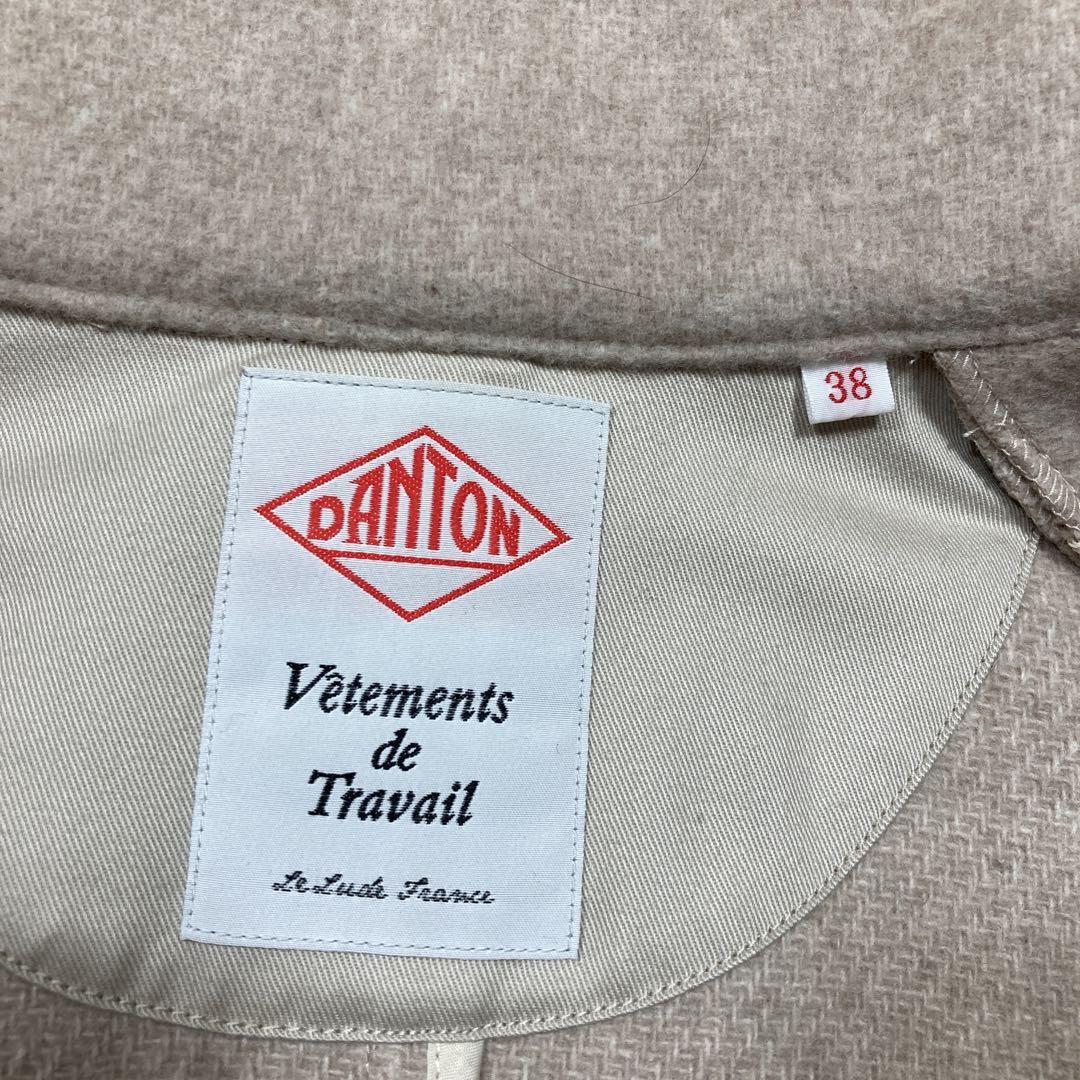 38
DANTON
Vêtements
de
Travail
Le Lude France